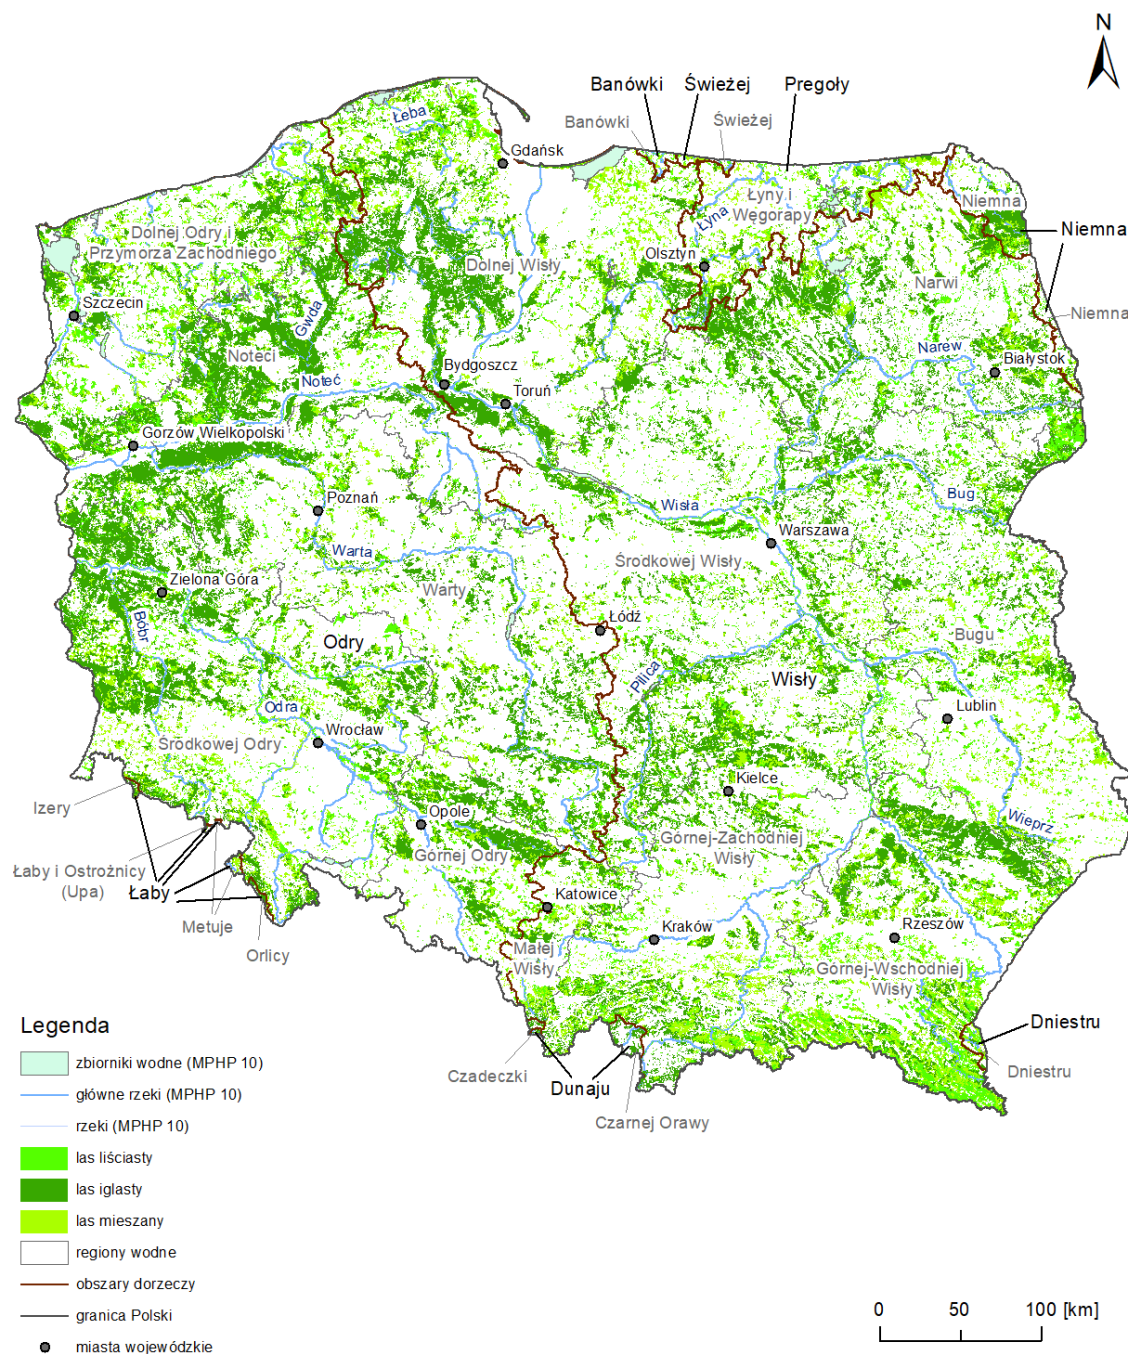 N
Banówki
Świeżej
Pregoły
Banówki
Świeżej
Łeba
Gdańsk
Łyny i
Węgorapy
Niemna
Łyna
Niemna
Dolnej Odry i
Przymorza Zachodniego
Dolnej Wisły
Olsztyn
Narwi
Szczecin
Gwda
Niemna
Noteci
Narew
Białystok
Bydgoszcz
Noteć
Toruń
Gorzów Wielkopolski
Poznań
Wisła
Bug
Warszawa
Warta
Środkowej Wisły
Zielona Góra
Warty
Bóbr
Łódź
Odry
Bugu
Pilica
Wisły
Odra
Lublin
Wrocław
Środkowej Odry
Kielce
Izery
Opole
Wieprz
Górnej-Zachodniej
Wisły
Górnej Odry
Łaby i Ostrożnicy
(Upa)
Łaby
Katowice
Metuje
Kraków
Rzeszów
Orlicy
Małej
Wisły
Górnej-Wschodniej
Wisły
Dniestru
Dniestru
Czadeczki
Dunaju
Czarnej Orawy
Legenda
zbiorniki wodne (MPHP 10)
główne rzeki (MPHP 10)
rzeki (MPHP 10)
las liściasty
las iglasty
las mieszany
regiony wodne
obszary dorzeczy
granica Polski
miasta wojewódzkie
0 50 100 [km]